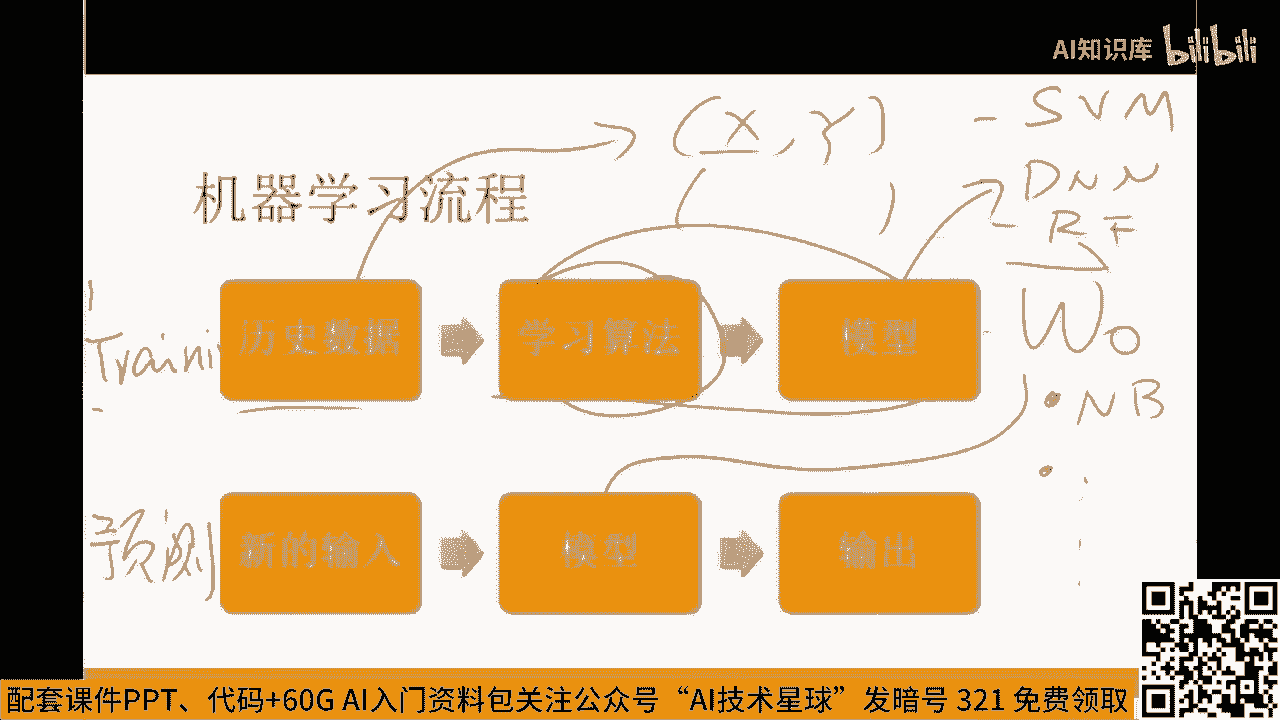 AI知识库 bilibili
(X, Y)
- SVM
DNN
RF
机器学习流程
Training
历史数据 学习算法 模型
W0
NB
预测
新的输入 模型 输出
配套课件PPT、代码+60G AI入门资料包关注公众号“AI技术星球”发暗号 321 免费领取